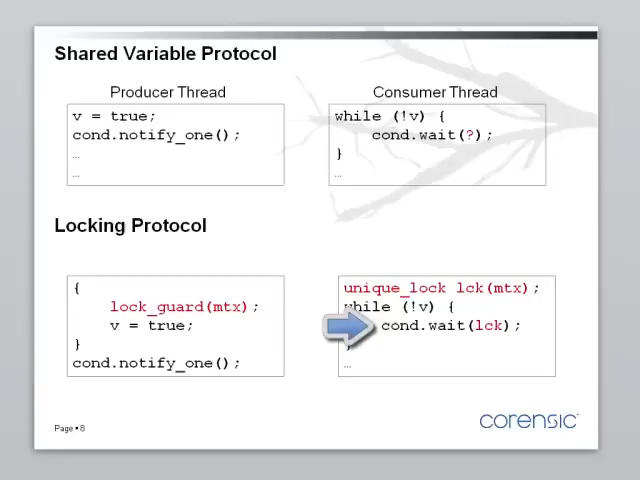 Shared Variable Protocol
Producer Thread
v = true;
cond.notify_one();
…
…
Consumer Thread
while (!v) {
cond.wait(?);
}
…
Locking Protocol
{
lock_guard(mtx);
v = true;
}
cond.notify_one();
unique_lock lck(mtx);
while (!v) {
cond.wait(lck);
}
…
Page ▪ 8
corensic